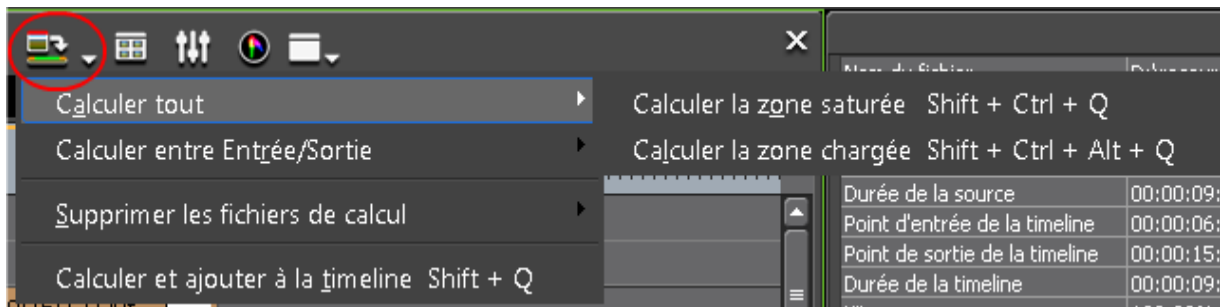 Calculer tout
Calculer la zone saturée Shift + Ctrl + Q
Calculer entre Entrée/Sortie
Calculer la zone chargée Shift + Ctrl + Alt + Q
Supprimer les fichiers de calcul
Calculer et ajouter à la timeline Shift + Q
Nom du fichier
Durée de la source 00:00:09:
Point d'entrée de la timeline 00:00:06:
Point de sortie de la timeline 00:00:15:
Durée de la timeline 00:00:09: